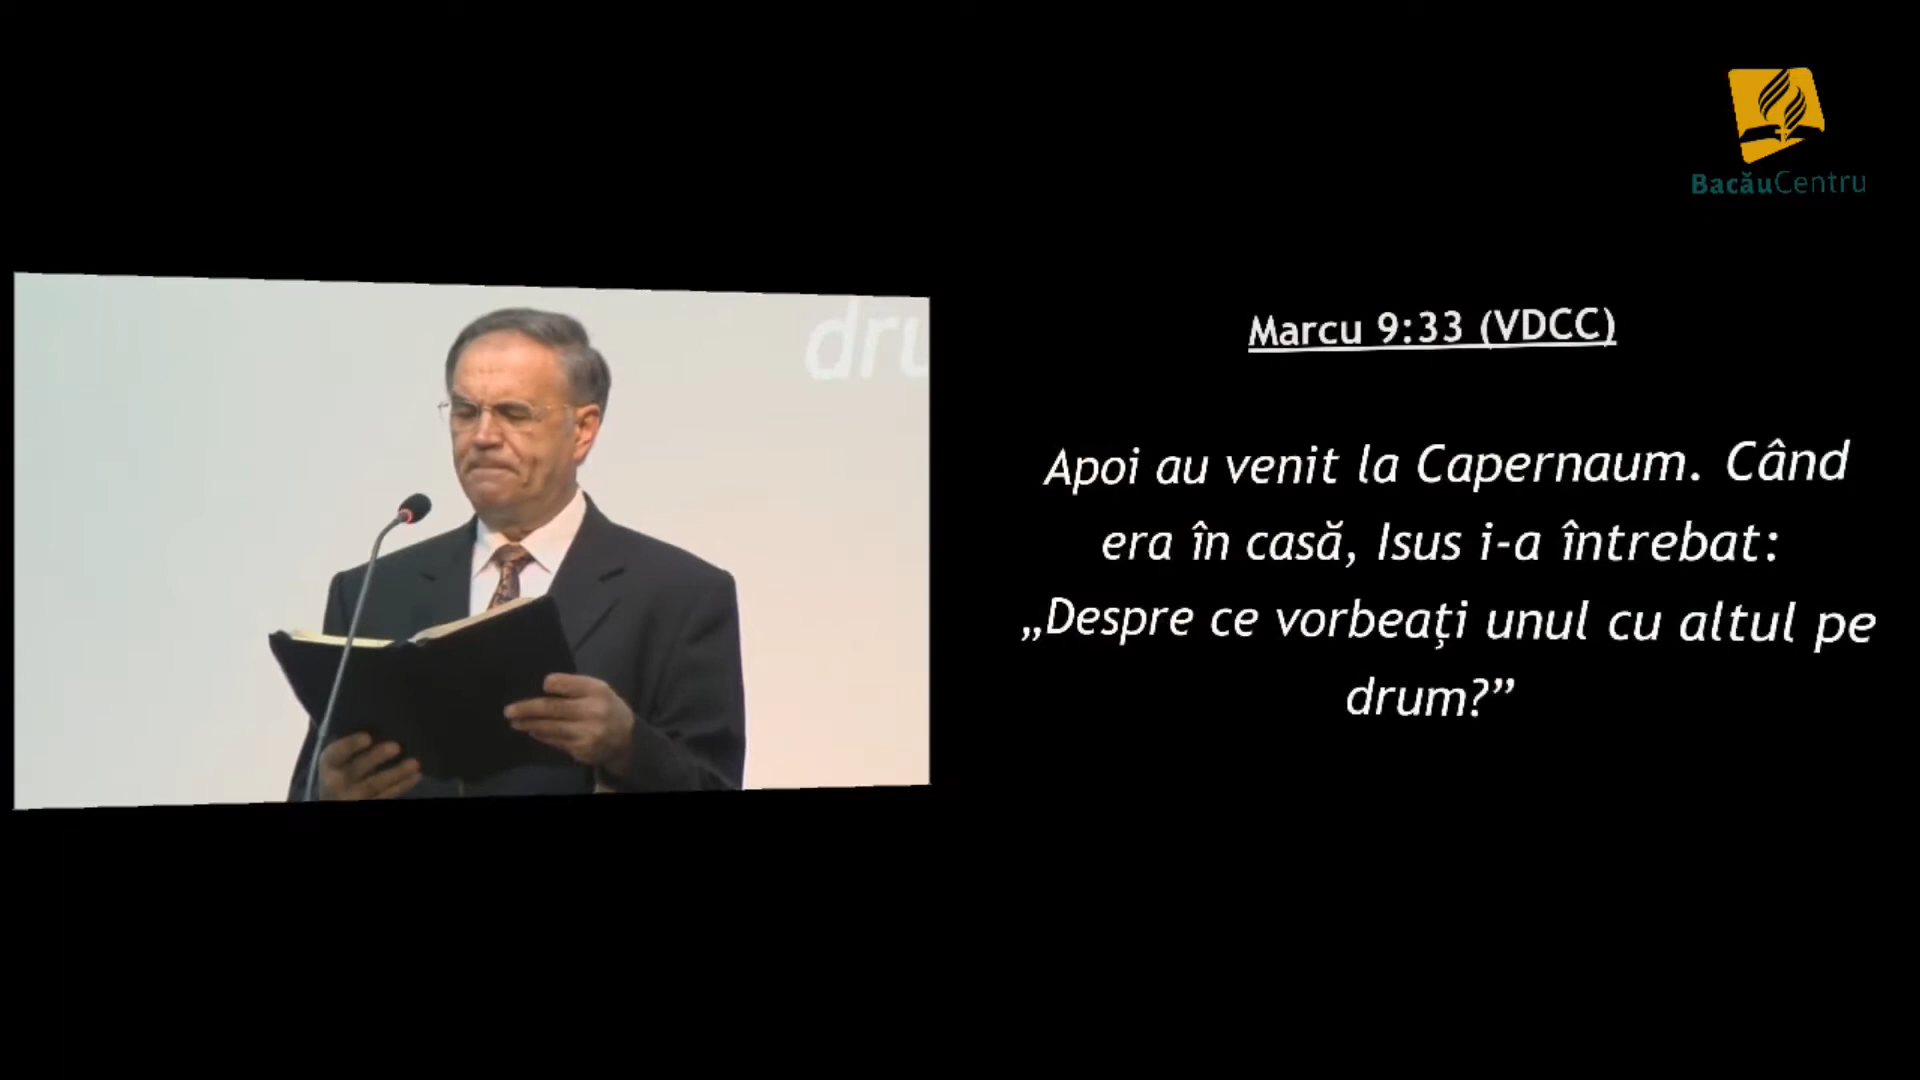 BacăuCentru
dru
Marcu 9:33 (VDCC)
Apoi au venit la Capernaum. Când
era în casă, Isus i-a întrebat:
„Despre ce vorbeați unul cu altul pe
drum?”